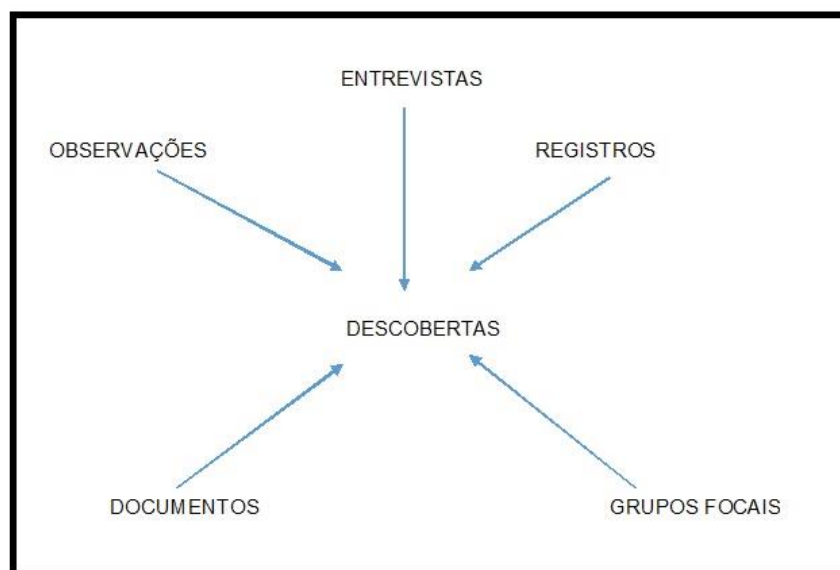 ENTREVISTAS
OBSERVAÇÕES
REGISTROS
DESCOBERTAS
DOCUMENTOS
GRUPOS FOCAIS